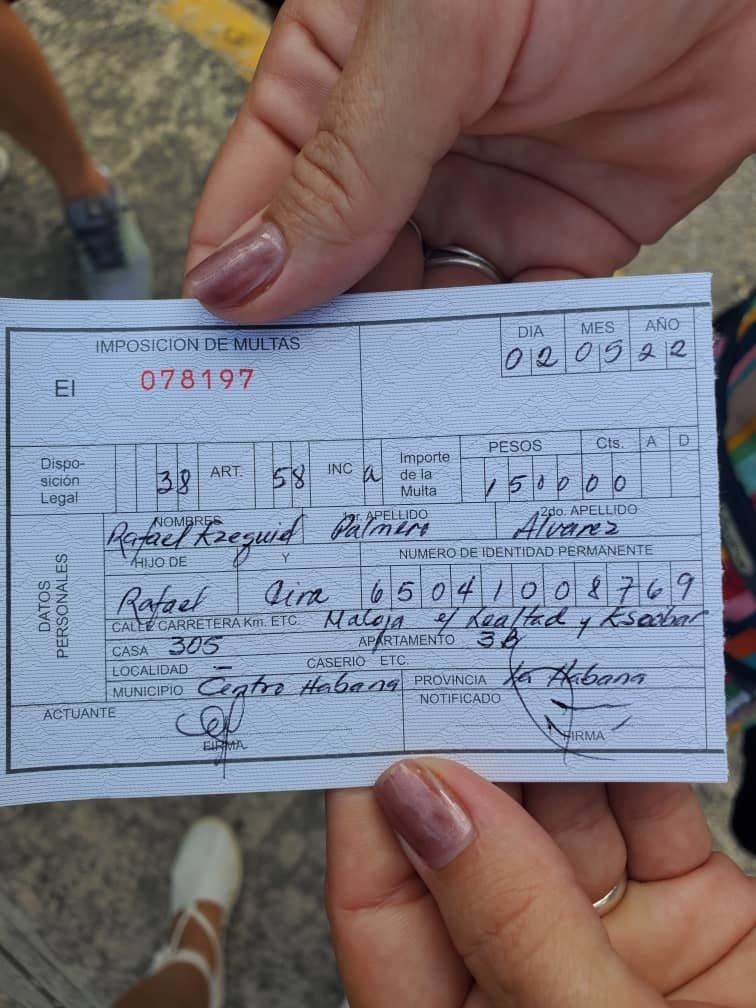 IMPOSICION DE MULTAS
DIA MES AÑO
02 05 22
EI 078197
Dispo-
sición
Legal
38 ART. 58 INC a
Importe
de la
Multa
PESOS Cts. A D
150000
DATOS PERSONALES
NOMBRES 1er. APELLIDO 2do. APELLIDO
Rafael Palmero Alvarez
HIJO DE Y NUMERO DE IDENTIDAD PERMANENTE
Rafael 65041008769
CALLE CARRETERA Km. ETC. Maloja e/ Lealtad y Escobar
CASA 305 APARTAMENTO 3B
LOCALIDAD — CASERIO ETC.
MUNICIPIO Centro Habana PROVINCIA La Habana
ACTUANTE NOTIFICADO
FIRMA FIRMA